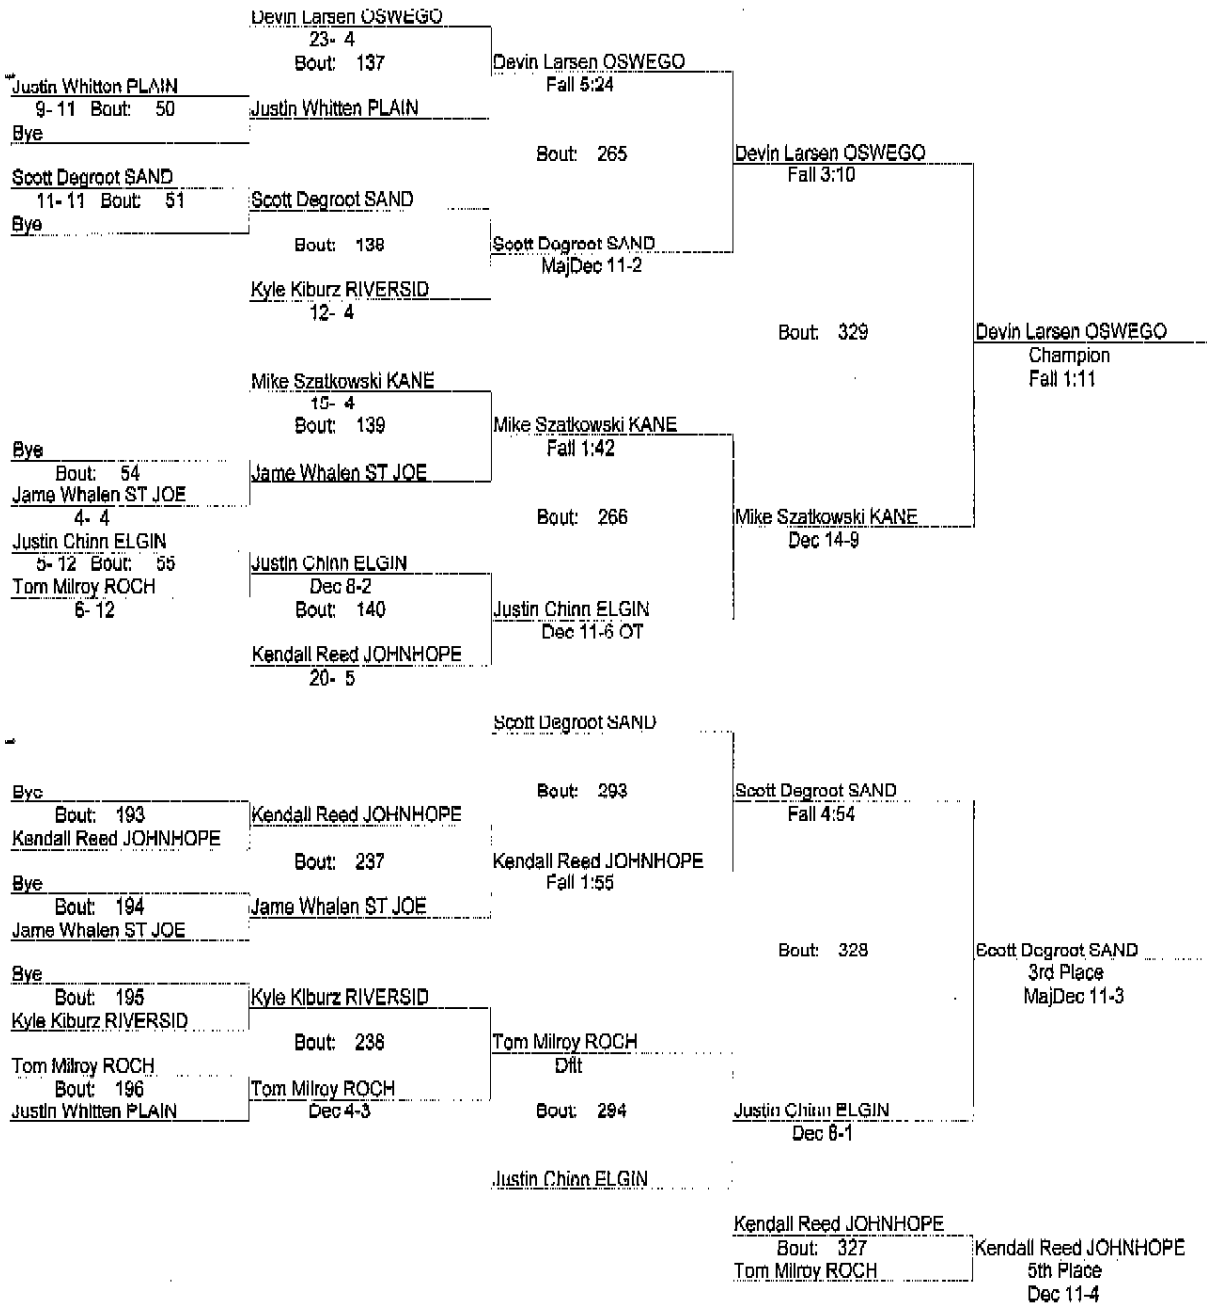 Devin Larsen OSWEGO
23- 4
Bout: 137
Devin Larsen OSWEGO
Fall 5:24
Justin Whitten PLAIN
9- 11 Bout: 50
Justin Whitten PLAIN
Bye
Bout: 265
Devin Larsen OSWEGO
Fall 3:10
Scott Degroot SAND
11- 11 Bout: 51
Scott Degroot SAND
Bye
Bout: 138
Scott Degroot SAND
MajDec 11-2
Kyle Kiburz RIVERSID
12- 4
Bout: 329
Devin Larsen OSWEGO
Champion
Fall 1:11
Mike Szatkowski KANE
15- 4
Bout: 139
Mike Szatkowski KANE
Fall 1:42
Bye
Bout: 54
Jame Whalen ST JOE
Jame Whalen ST JOE
4- 4
Bout: 266
Mike Szatkowski KANE
Dec 14-9
Justin Chinn ELGIN
5- 12 Bout: 55
Justin Chinn ELGIN
Dec 8-2
Tom Milroy ROCH
6- 12
Bout: 140
Justin Chinn ELGIN
Dec 11-6 OT
Kendall Reed JOHNHOPE
20- 5
Scott Degroot SAND
Bye
Bout: 193
Kendall Reed JOHNHOPE
Kendall Reed JOHNHOPE
Bout: 293
Scott Degroot SAND
Fall 4:54
Bout: 237
Kendall Reed JOHNHOPE
Fall 1:55
Bye
Bout: 194
Jame Whalen ST JOE
Jame Whalen ST JOE
Bout: 328
Scott Degroot SAND
3rd Place
MajDec 11-3
Bye
Bout: 195
Kyle Kiburz RIVERSID
Kyle Kiburz RIVERSID
Bout: 238
Tom Milroy ROCH
Dflt
Tom Milroy ROCH
Bout: 196
Tom Milroy ROCH
Dec 4-3
Justin Whitten PLAIN
Bout: 294
Justin Chinn ELGIN
Dec 8-1
Justin Chinn ELGIN
Kendall Reed JOHNHOPE
Bout: 327
Kendall Reed JOHNHOPE
5th Place
Dec 11-4
Tom Milroy ROCH